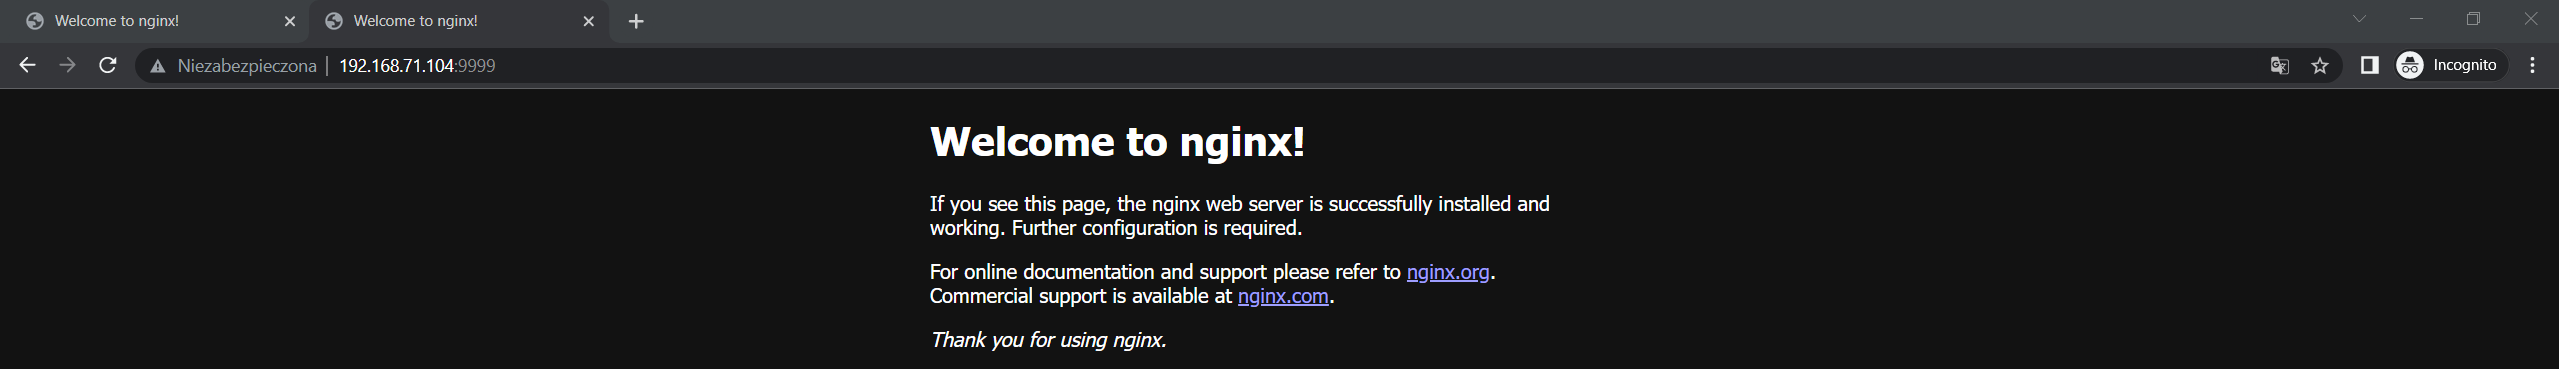 Welcome to nginx!
Welcome to nginx!
Niezabezpieczona | 192.168.71.104:9999
Incognito
Welcome to nginx!
If you see this page, the nginx web server is successfully installed and
working. Further configuration is required.
For online documentation and support please refer to nginx.org.
Commercial support is available at nginx.com.
Thank you for using nginx.